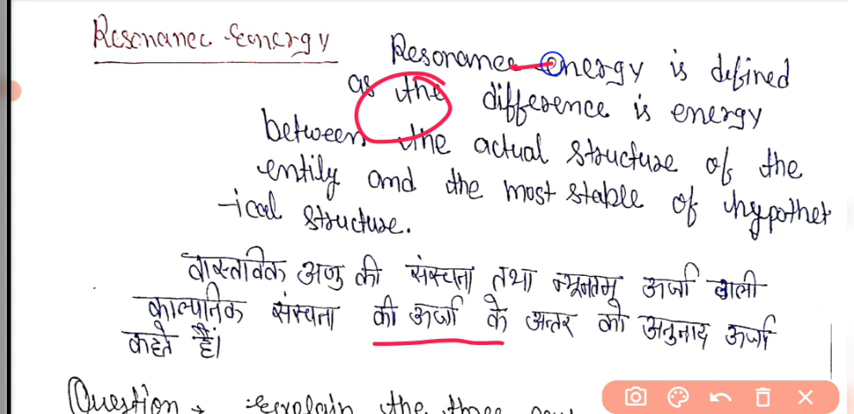 Resonance Energy
Resonance energy is defined
as the difference is energy
between the actual structure of the
entity and the most stable of hypothet
-ical structure.
वास्तविक अणु की संरचना तथा न्यूनतम ऊर्जा वाली
काल्पनिक संरचना की ऊर्जा के अन्तर को अनुनाद ऊर्जा
कहते हैं।
Question → Explain the three